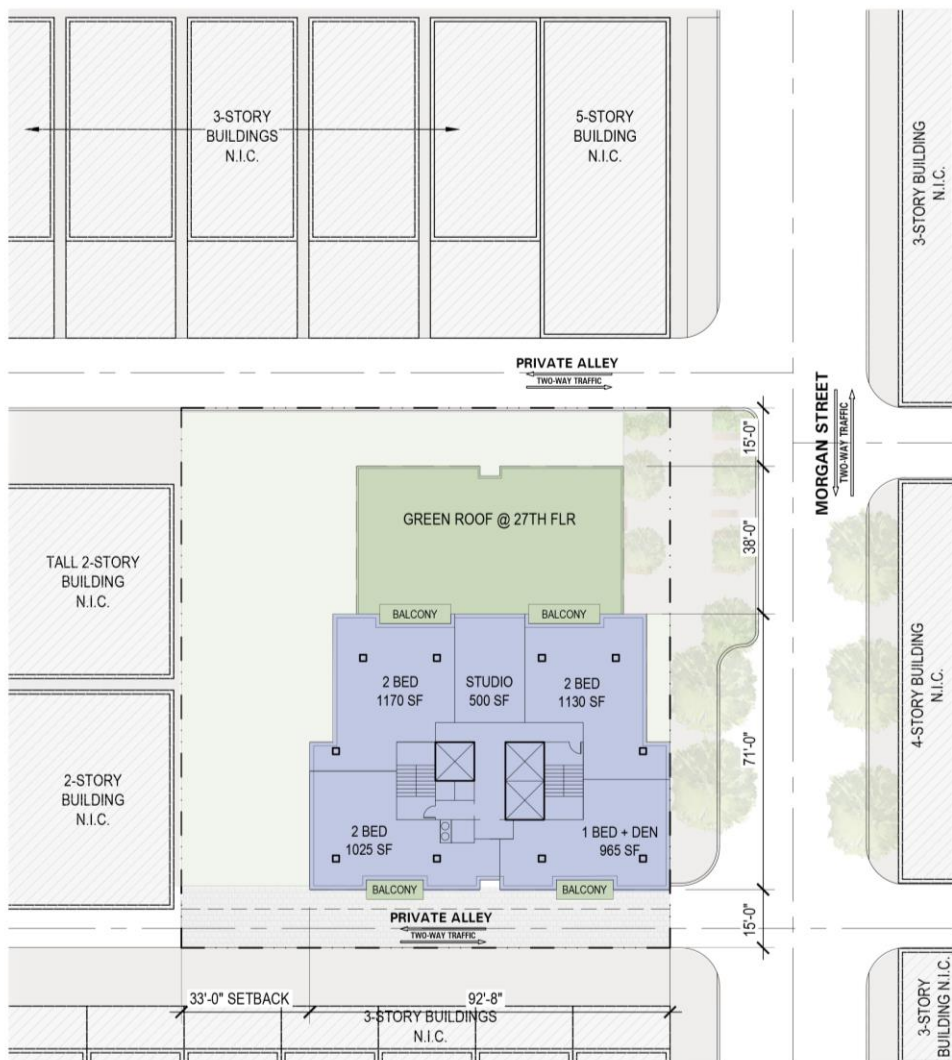 3-STORY
BUILDINGS
N.I.C.
5-STORY
BUILDING
N.I.C.
3-STORY BUILDING
N.I.C.
PRIVATE ALLEY
TWO-WAY TRAFFIC
MORGAN STREET
TWO-WAY TRAFFIC
15'-0"
GREEN ROOF @ 27TH FLR
38'-0"
TALL 2-STORY
BUILDING
N.I.C.
BALCONY
BALCONY
2 BED
1170 SF
STUDIO
500 SF
2 BED
1130 SF
4-STORY BUILDING
N.I.C.
71'-0"
2-STORY
BUILDING
N.I.C.
2 BED
1025 SF
1 BED + DEN
965 SF
BALCONY
BALCONY
PRIVATE ALLEY
TWO-WAY TRAFFIC
15'-0"
33'-0" SETBACK
92'-8"
3-STORY BUILDINGS
N.I.C.
3-STORY
BUILDING N.I.C.